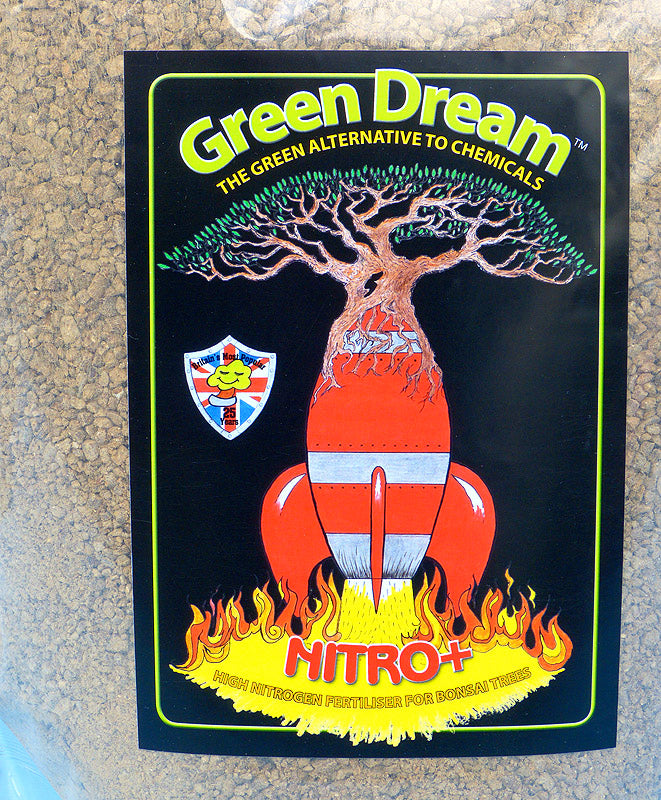 Green Dream™
THE GREEN ALTERNATIVE TO CHEMICALS
Britain's Most Popular
25
Years
NITRO+
HIGH NITROGEN FERTILISER FOR BONSAI TREES